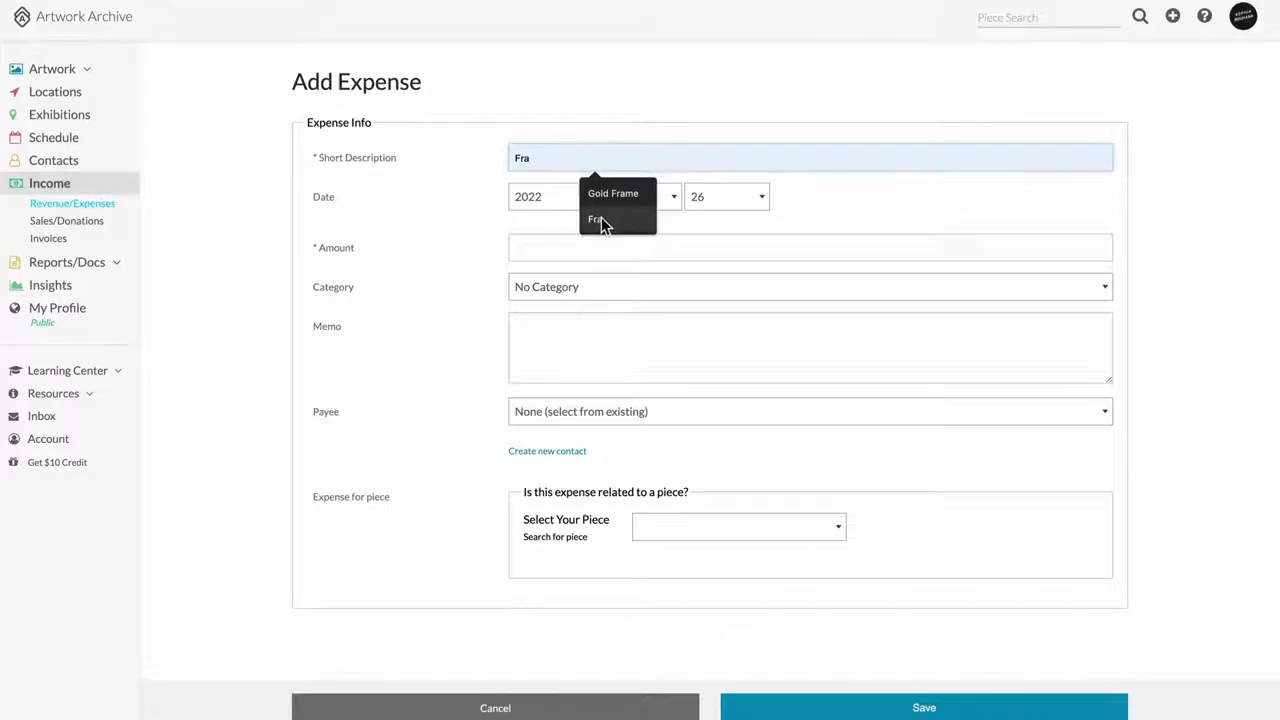 Artwork Archive
Piece Search
Artwork
Locations
Exhibitions
Schedule
Contacts
Income
Revenue/Expenses
Sales/Donations
Invoices
Reports/Docs
Insights
My Profile
Public
Learning Center
Resources
Inbox
Account
Get $10 Credit
Add Expense
Expense Info
* Short Description
Fra
Gold Frame
Fra
Date
2022
26
* Amount
Category
No Category
Memo
Payee
None (select from existing)
Create new contact
Expense for piece
Is this expense related to a piece?
Select Your Piece
Search for piece
Cancel
Save